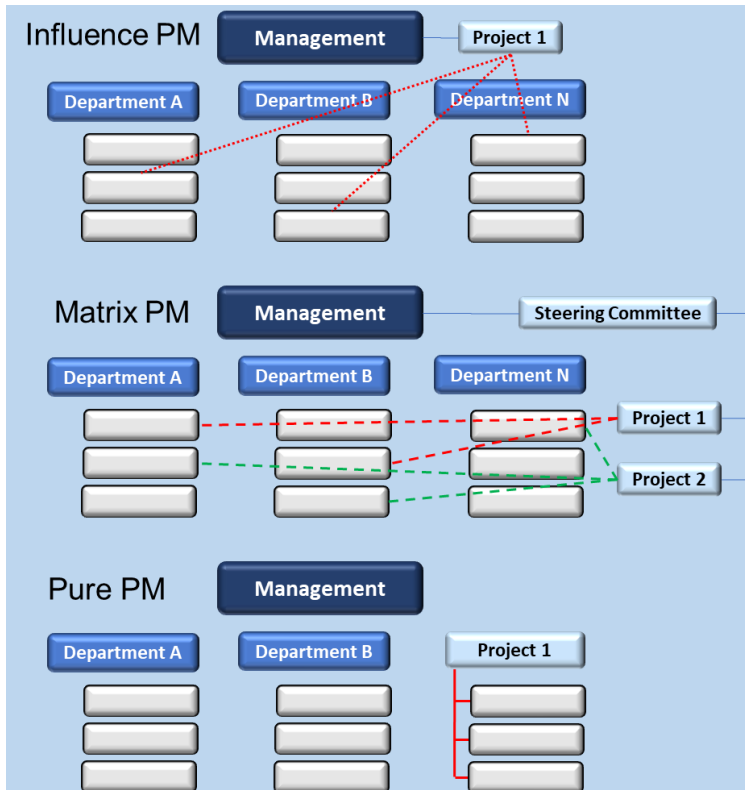 Influence PM
Management
Project 1
Department A
Department B
Department N
Matrix PM
Management
Steering Committee
Department A
Department B
Department N
Project 1
Project 2
Pure PM
Management
Department A
Department B
Project 1